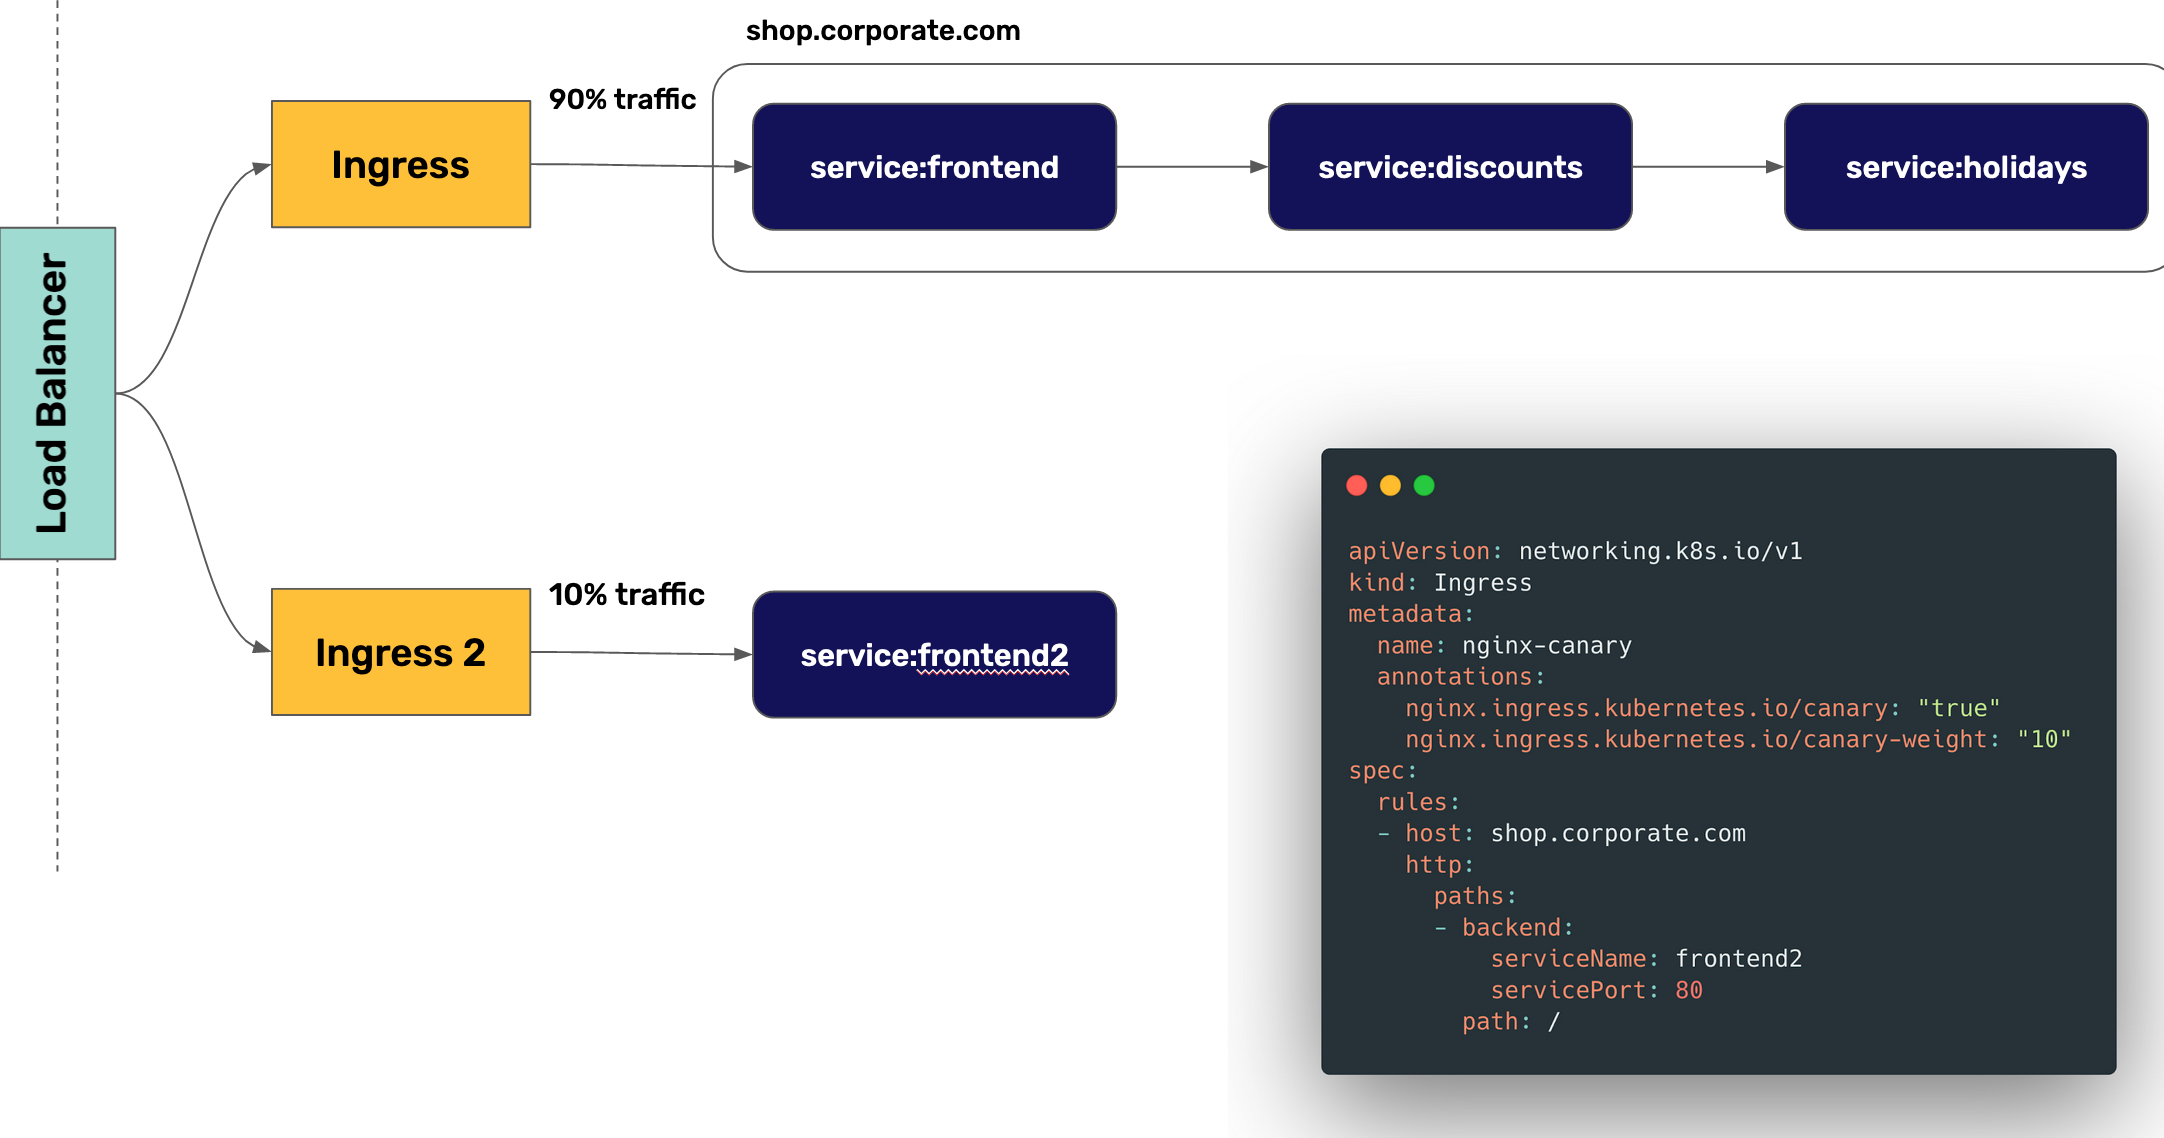 shop.corporate.com
90% traffic
Ingress
service:frontend
service:discounts
service:holidays
Load Balancer
10% traffic
Ingress 2
service:frontend2
apiVersion: networking.k8s.io/v1
kind: Ingress
metadata:
  name: nginx-canary
  annotations:
    nginx.ingress.kubernetes.io/canary: "true"
    nginx.ingress.kubernetes.io/canary-weight: "10"
spec:
  rules:
  - host: shop.corporate.com
    http:
      paths:
      - backend:
          serviceName: frontend2
          servicePort: 80
        path: /